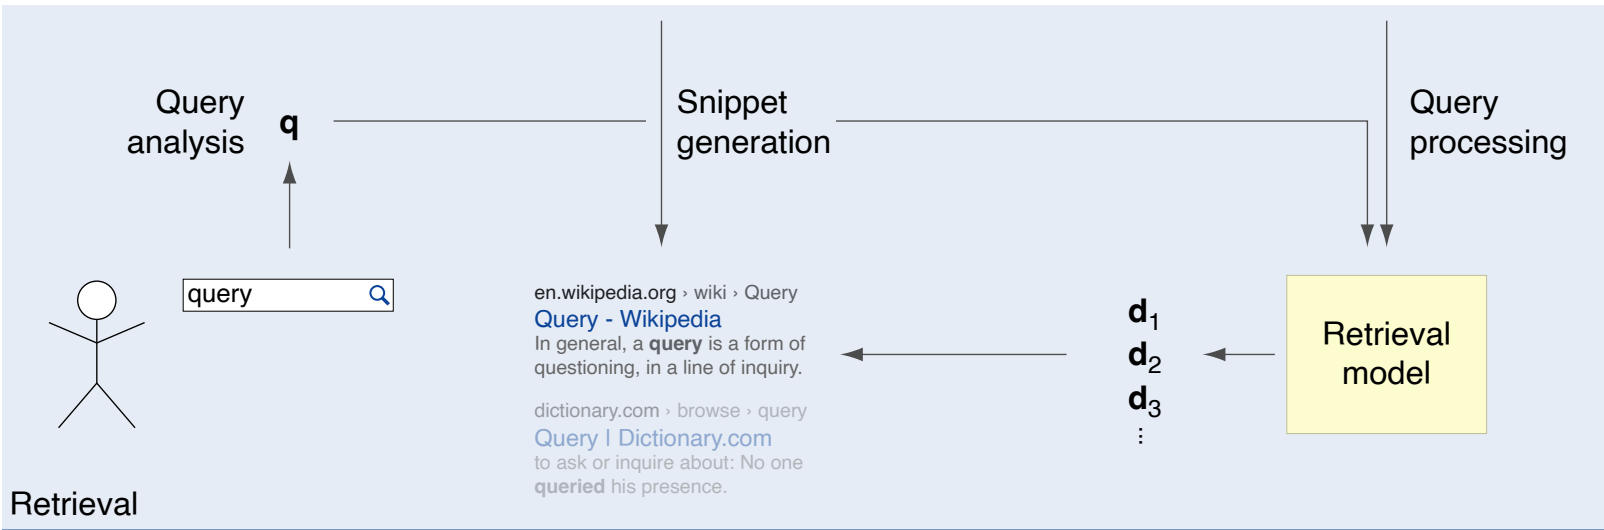 Query
analysis
q
Snippet
generation
Query
processing
query
en.wikipedia.org › wiki › Query
Query - Wikipedia
In general, a query is a form of
questioning, in a line of inquiry.
dictionary.com › browse › query
Query | Dictionary.com
to ask or inquire about: No one
queried his presence.
d1
d2
d3
⋮
Retrieval
model
Retrieval